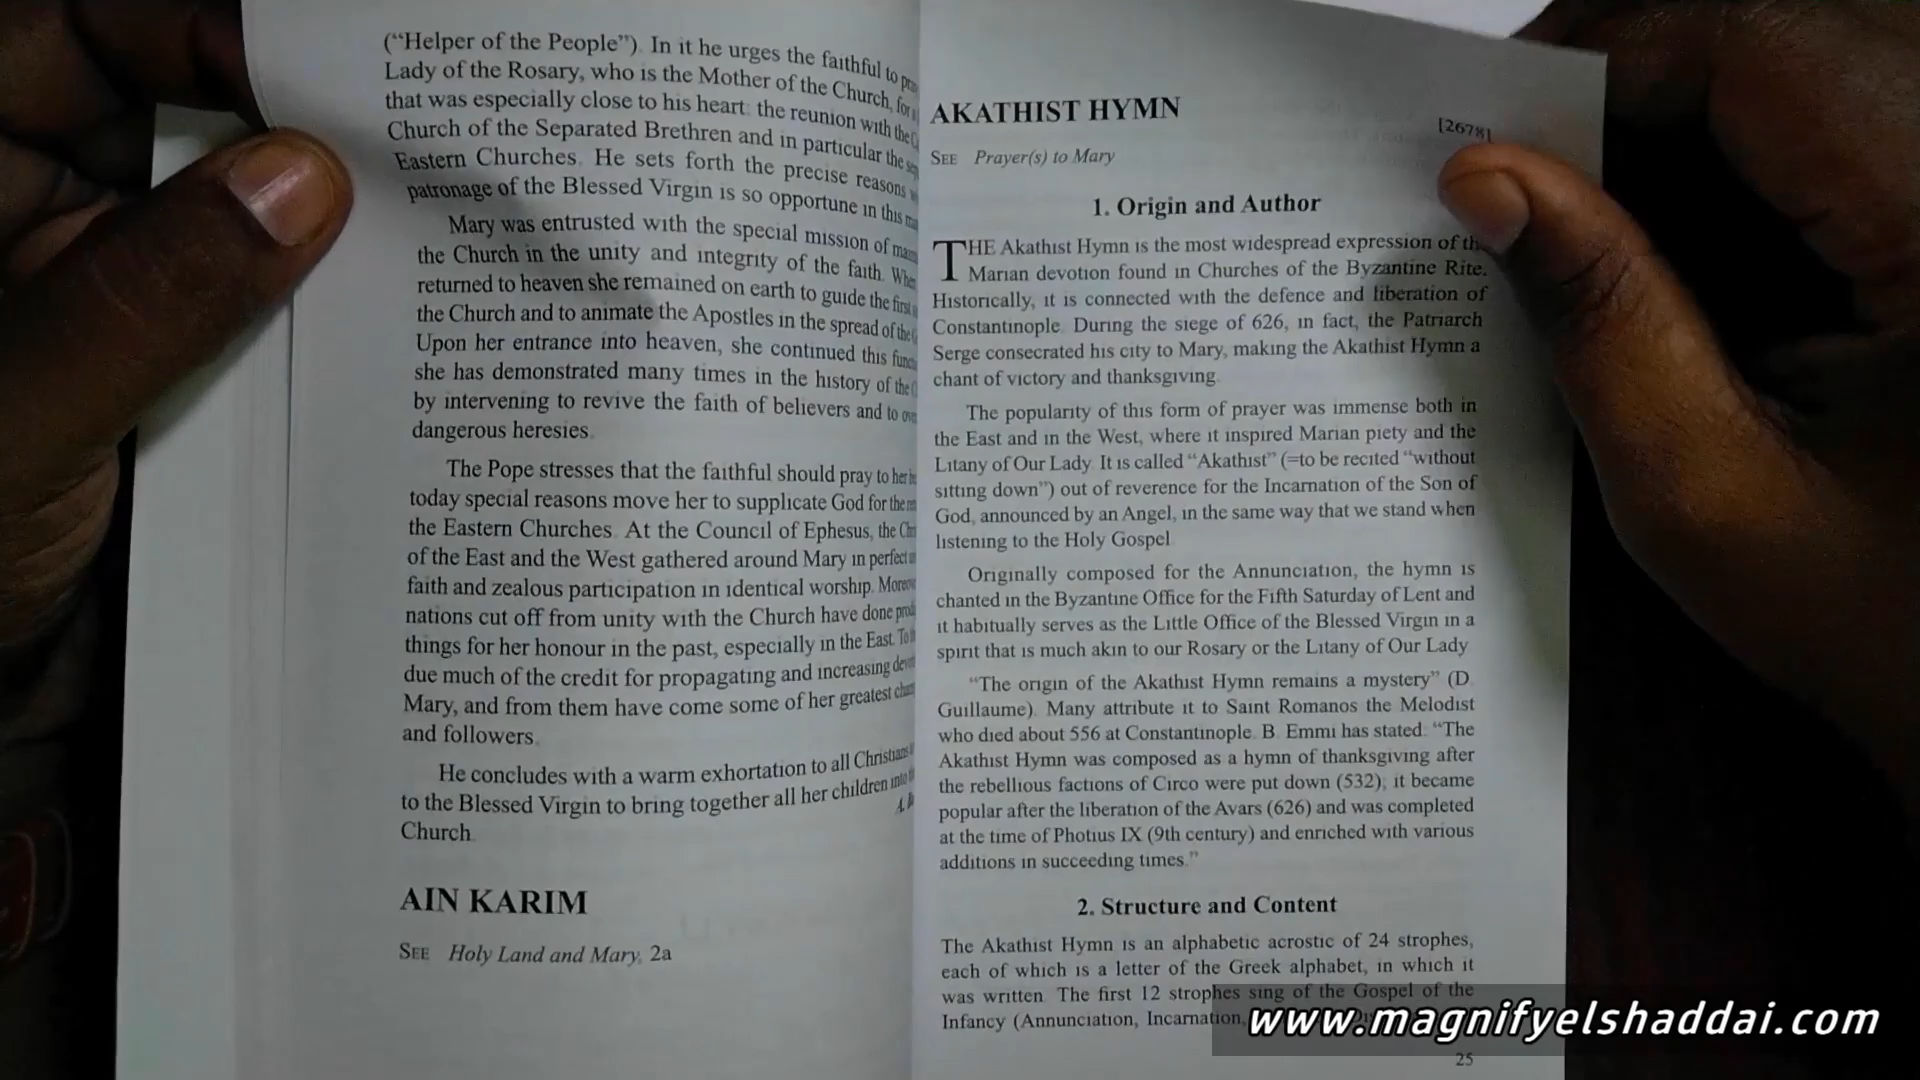 ("Helper of the People"). In it he urges the faithful to
Lady of the Rosary, who is the Mother of the Church, for
that was especially close to his heart: the reunion with the
Church of the Separated Brethren and in particular the
Eastern Churches. He sets forth the precise reasons
patronage of the Blessed Virgin is so opportune in this
Mary was entrusted with the special mission of
the Church in the unity and integrity of the faith.
returned to heaven she remained on earth to guide the first
the Church and to animate the Apostles in the spread of the
Upon her entrance into heaven, she continued this
she has demonstrated many times in the history of the
by intervening to revive the faith of believers and to
dangerous heresies.
The Pope stresses that the faithful should pray to her
today special reasons move her to supplicate God for the
the Eastern Churches. At the Council of Ephesus, the
of the East and the West gathered around Mary in perfect
faith and zealous participation in identical worship.
nations cut off from unity with the Church have done
things for her honour in the past, especially in the East.
due much of the credit for propagating and increasing
Mary, and from them have come some of her greatest
and followers.
He concludes with a warm exhortation to all Christians
to the Blessed Virgin to bring together all her children into
Church.
AIN KARIM
SEE Holy Land and Mary, 2a
AKATHIST HYMN
[2678]
SEE Prayer(s) to Mary
1. Origin and Author
THE Akathist Hymn is the most widespread expression of the
Marian devotion found in Churches of the Byzantine Rite.
Historically, it is connected with the defence and liberation of
Constantinople. During the siege of 626, in fact, the Patriarch
Serge consecrated his city to Mary, making the Akathist Hymn a
chant of victory and thanksgiving.
The popularity of this form of prayer was immense both in
the East and in the West, where it inspired Marian piety and the
Litany of Our Lady. It is called "Akathist" (=to be recited "without
sitting down") out of reverence for the Incarnation of the Son of
God, announced by an Angel, in the same way that we stand when
listening to the Holy Gospel.
Originally composed for the Annunciation, the hymn is
chanted in the Byzantine Office for the Fifth Saturday of Lent and
it habitually serves as the Little Office of the Blessed Virgin in a
spirit that is much akin to our Rosary or the Litany of Our Lady
"The origin of the Akathist Hymn remains a mystery" (D.
Guillaume). Many attribute it to Saint Romanos the Melodist
who died about 556 at Constantinople. B. Emmi has stated: "The
Akathist Hymn was composed as a hymn of thanksgiving after
the rebellious factions of Circo were put down (532); it became
popular after the liberation of the Avars (626) and was completed
at the time of Photius IX (9th century) and enriched with various
additions in succeeding times."
2. Structure and Content
The Akathist Hymn is an alphabetic acrostic of 24 strophes,
each of which is a letter of the Greek alphabet, in which it
was written. The first 12 strophes sing of the Gospel of the
Infancy (Annunciation, Incarnation,
25
www.magnifyelshaddai.com